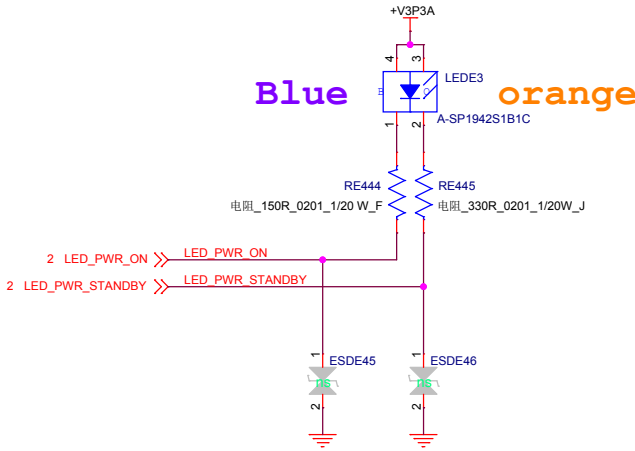 +V3P3A
4 3
LEDE3
Blue
B O
orange
A-SP1942S1B1C
1 2
RE444 RE445
电阻_150R_0201_1/20 W_F 电阻_330R_0201_1/20W_J
2 LED_PWR_ON LED_PWR_ON
2 LED_PWR_STANDBY LED_PWR_STANDBY
1 ESDE45 1 ESDE46
ns ns
2 2